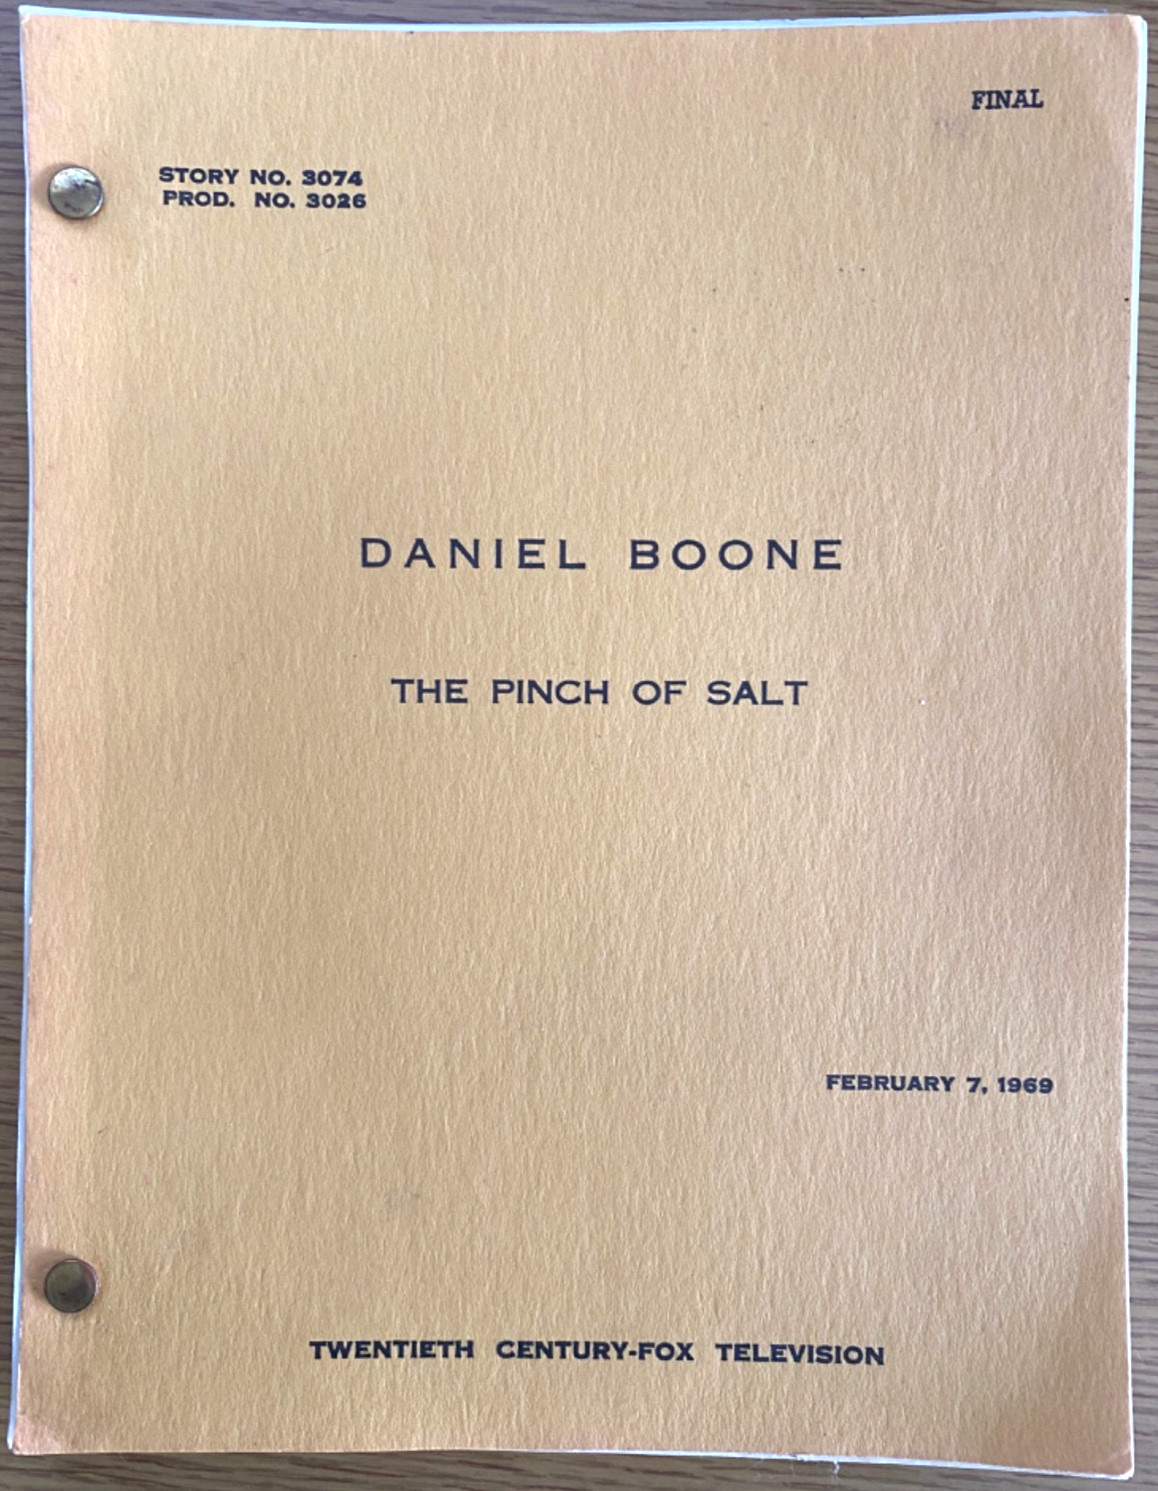 FINAL
STORY NO. 3074
PROD. NO. 3026
DANIEL BOONE
THE PINCH OF SALT
FEBRUARY 7, 1969
TWENTIETH CENTURY-FOX TELEVISION